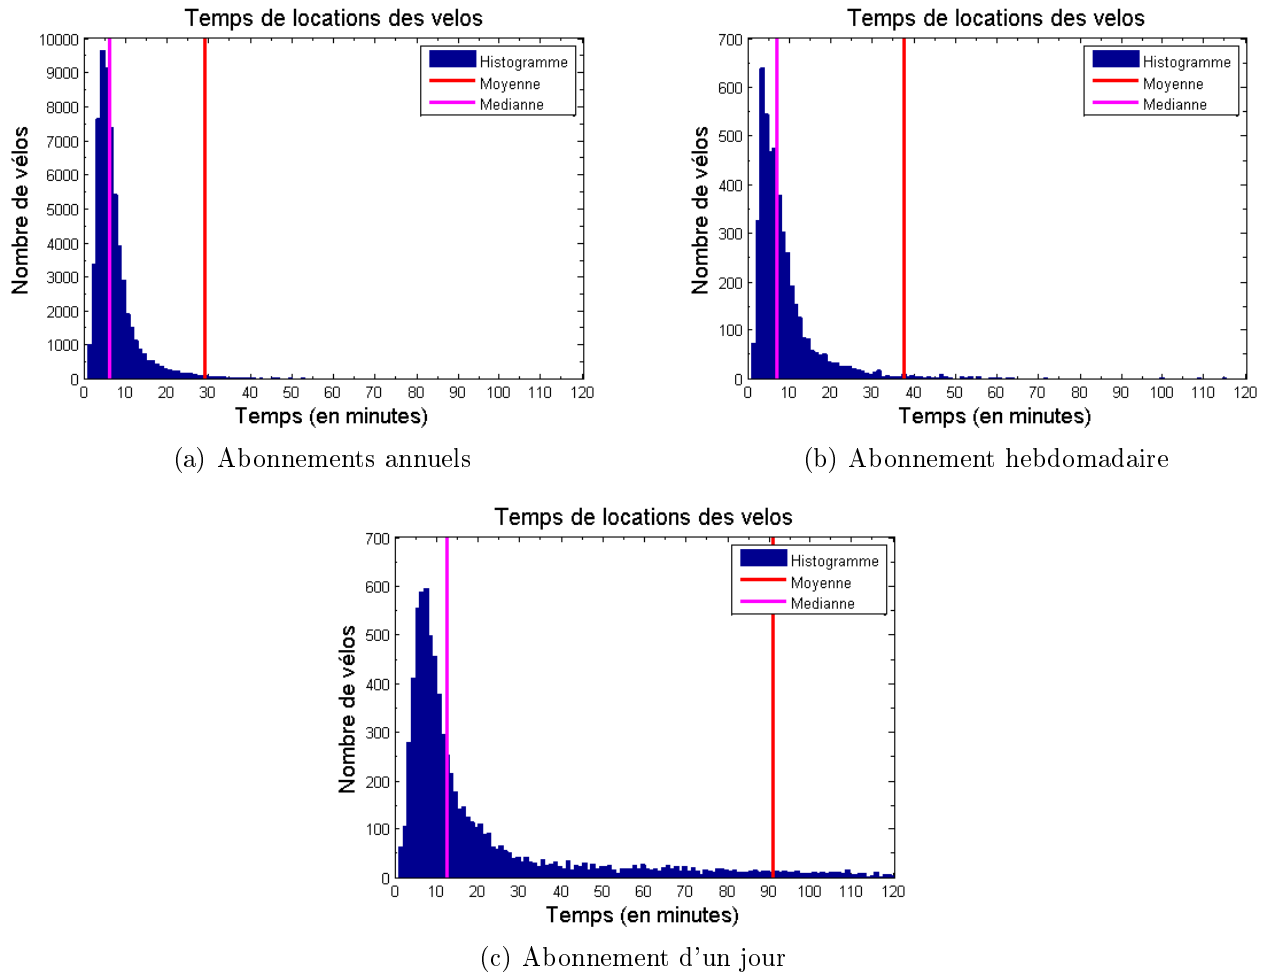 Temps de locations des velos
10000
9000
8000
7000
6000
5000
4000
3000
2000
1000
0
Nombre de vélos
Histogramme
Moyenne
Medianne
0 10 20 30 40 50 60 70 80 90 100 110 120
Temps (en minutes)
(a) Abonnements annuels
Temps de locations des velos
700
600
500
400
300
200
100
0
Nombre de vélos
Histogramme
Moyenne
Medianne
0 10 20 30 40 50 60 70 80 90 100 110 120
Temps (en minutes)
(b) Abonnement hebdomadaire
Temps de locations des velos
700
600
500
400
300
200
100
0
Nombre de vélos
Histogramme
Moyenne
Medianne
0 10 20 30 40 50 60 70 80 90 100 110 120
Temps (en minutes)
(c) Abonnement d'un jour